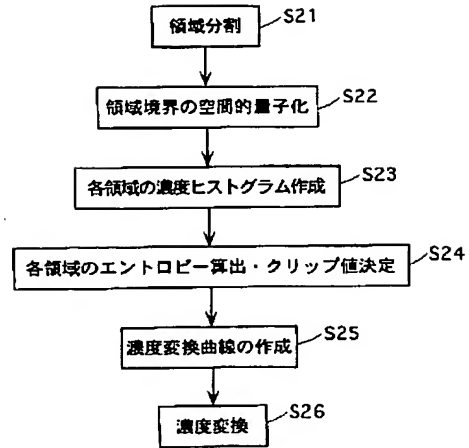 領域分割
S21
領域境界の空間的量子化
S22
各領域の濃度ヒストグラム作成
S23
各領域のエントロピー算出・クリップ値決定
S24
濃度変換曲線の作成
S25
濃度変換
S26